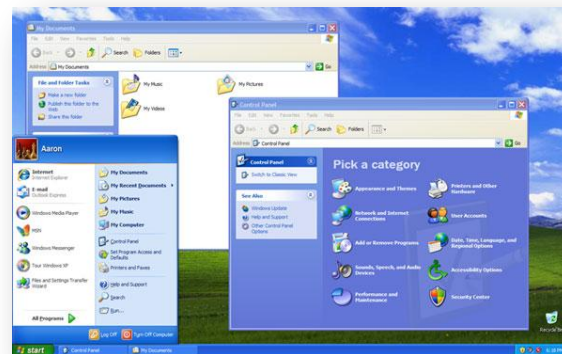 My Documents
File Edit View Favorites Tools Help
Back
Search Folders
Address My Documents
Go
File and Folder Tasks
Make a new folder
Publish this folder to the
Web
Share this folder
My Music
My Pictures
My Videos
Control Panel
File Edit View Favorites Tools Help
Back
Search Folders
Address Control Panel
Go
Control Panel
Switch to Classic View
See Also
Windows Update
Help and Support
Other Control Panel
Options
Pick a category
Appearance and Themes
Printers and Other
Hardware
Network and Internet
Connections
User Accounts
Add or Remove Programs
Date, Time, Language, and
Regional Options
Sounds, Speech, and Audio
Devices
Accessibility Options
Performance and
Maintenance
Security Center
Aaron
Internet
Internet Explorer
E-mail
Outlook Express
Windows Media Player
MSN
Windows Messenger
Tour Windows XP
Files and Settings Transfer
Wizard
All Programs
My Documents
My Recent Documents
My Pictures
My Music
My Computer
Control Panel
Set Program Access and
Defaults
Printers and Faxes
Help and Support
Search
Run...
Log Off
Turn Off Computer
Recycle Bin
start
Control Panel
My Documents